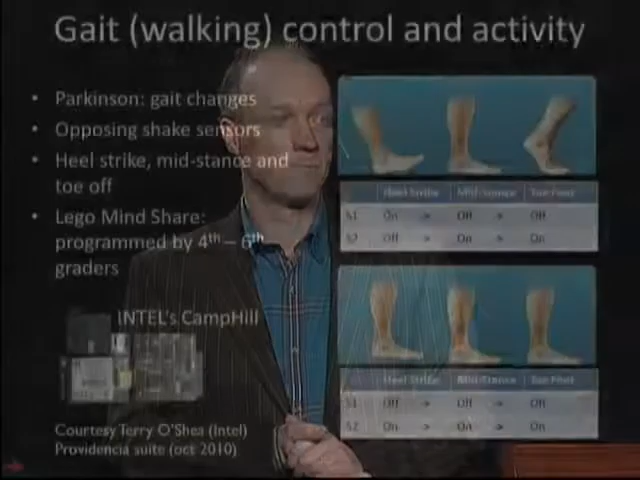 Gait (walking) control and activity
• Parkinson: gait changes
• Opposing shake sensors
• Heel strike, mid-stance and
toe off
• Lego Mind Share:
programmed by 4th – 6th
graders
INTEL's CampHill
Courtesy Terry O'Shea (Intel)
Providencia suite (oct 2010)
Heel Strike Mid-Stance
S1 On -> Off -> Off
S2 Off -> On -> On
Heel Strike Mid-Stance
S1 Off -> Off -> Off
S2 On -> On -> On